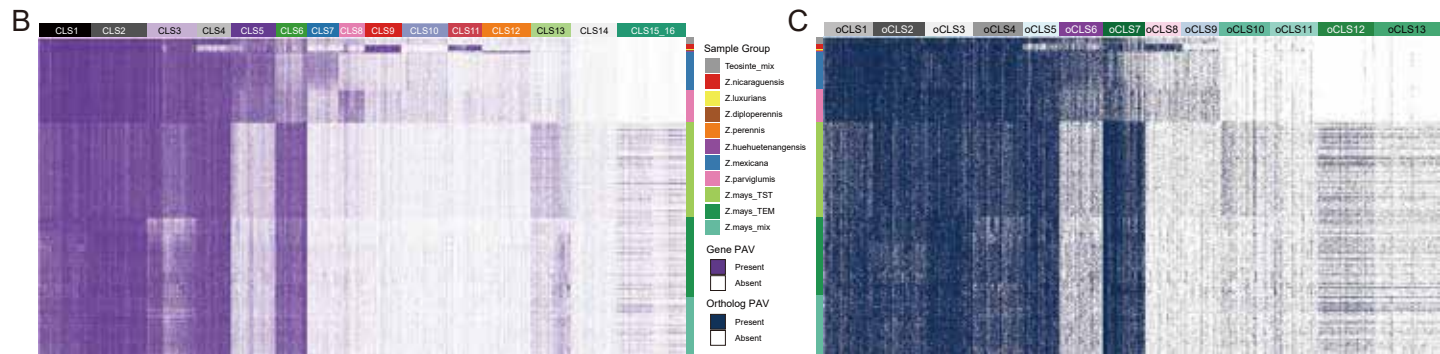 B
CLS1 CLS2 CLS3 CLS4 CLS5 CLS6 CLS7 CLS8 CLS9 CLS10 CLS11 CLS12 CLS13 CLS14 CLS15_16
Sample Group
Teosinte_mix
Z.nicaraguensis
Z.luxurians
Z.diploperennis
Z.perennis
Z.huehuetenangensis
Z.mexicana
Z.parviglumis
Z.mays_TST
Z.mays_TEM
Z.mays_mix
Gene PAV
Present
Absent
Ortholog PAV
Present
Absent
C
oCLS1 oCLS2 oCLS3 oCLS4 oCLS5 oCLS6 oCLS7 oCLS8 oCLS9 oCLS10 oCLS11 oCLS12 oCLS13